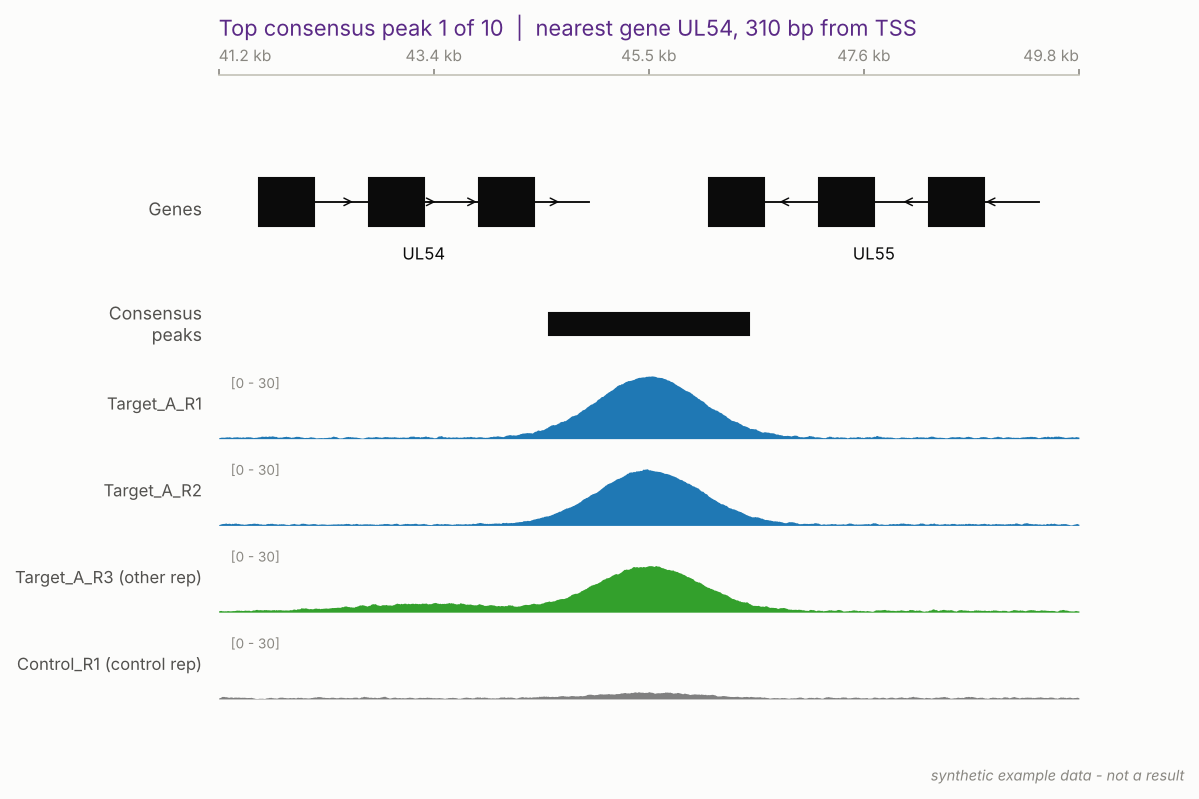 Top consensus peak 1 of 10 | nearest gene UL54, 310 bp from TSS
41.2 kb 43.4 kb 45.5 kb 47.6 kb 49.8 kb
Genes
UL54 UL55
Consensus
peaks
[0 - 30]
Target_A_R1
[0 - 30]
Target_A_R2
[0 - 30]
Target_A_R3 (other rep)
[0 - 30]
Control_R1 (control rep)
synthetic example data - not a result